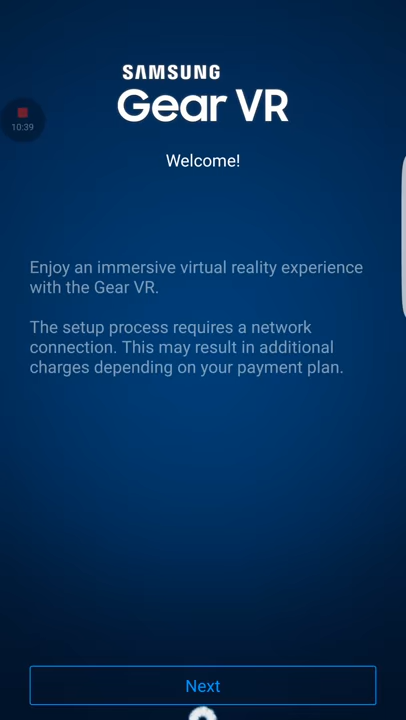 SAMSUNG
Gear VR
10:39
Welcome!
Enjoy an immersive virtual reality experience
with the Gear VR.
The setup process requires a network
connection. This may result in additional
charges depending on your payment plan.
Next